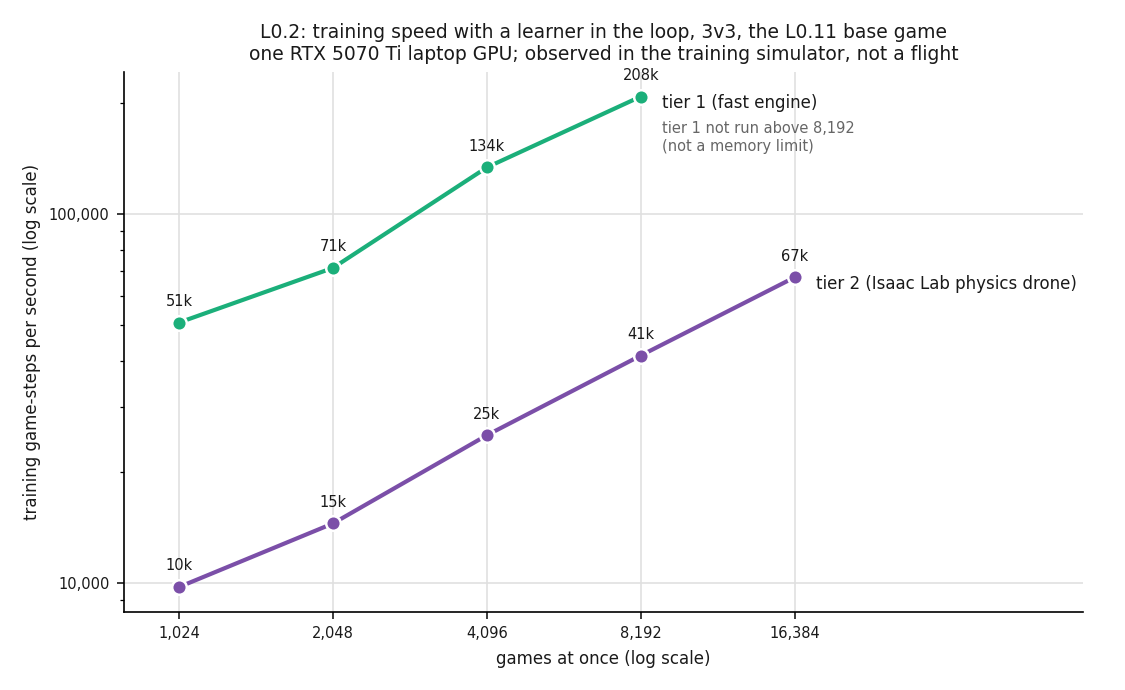 L0.2: training speed with a learner in the loop, 3v3, the L0.11 base game
one RTX 5070 Ti laptop GPU; observed in the training simulator, not a flight
208k
tier 1 (fast engine)
tier 1 not run above 8,192
(not a memory limit)
134k
100,000
71k
67k
tier 2 (Isaac Lab physics drone)
51k
41k
25k
15k
10k
10,000
training game-steps per second (log scale)
1,024
2,048
4,096
8,192
16,384
games at once (log scale)